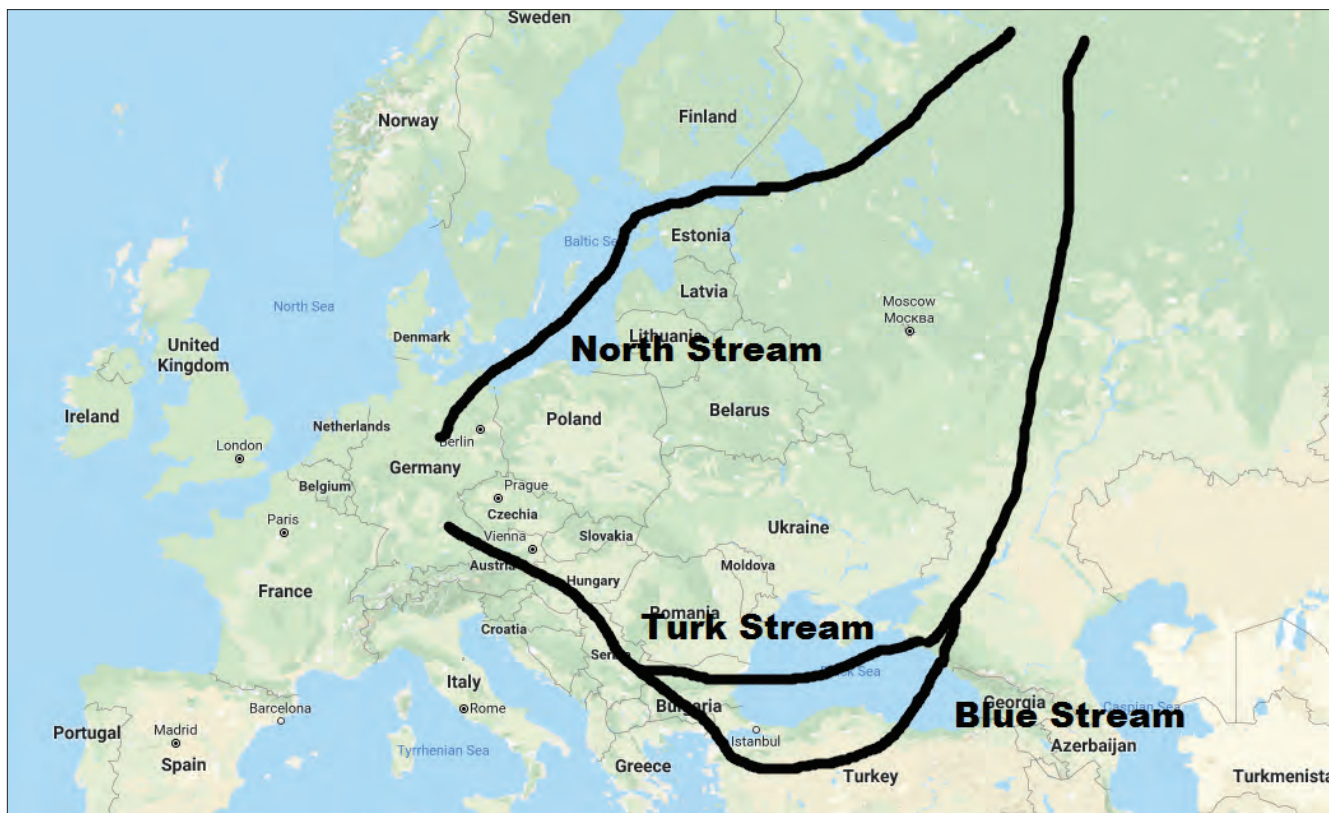 Sweden
Norway
Finland
Baltic Se
Estonia
North Sea
Latvia
Moscow
Москва
Denmark
Lithuania
North Stream
United
Kingdom
Ireland
Netherlands
Berlin
Poland
Belarus
London
Germany
Belgium
Prague
Czechia
Paris
Ukraine
Vienna
Slovakia
Austria
Moldova
Hungary
France
Romania
Turk Stream
Croatia
Serbia
Black Sea
Italy
Barcelona
Rome
Bulgaria
Georgia
Caspian Sea
Blue Stream
Portugal
Madrid
Istanbul
Azerbaijan
Tyrrhenian Sea
Spain
Greece
Turkey
Turkmenista